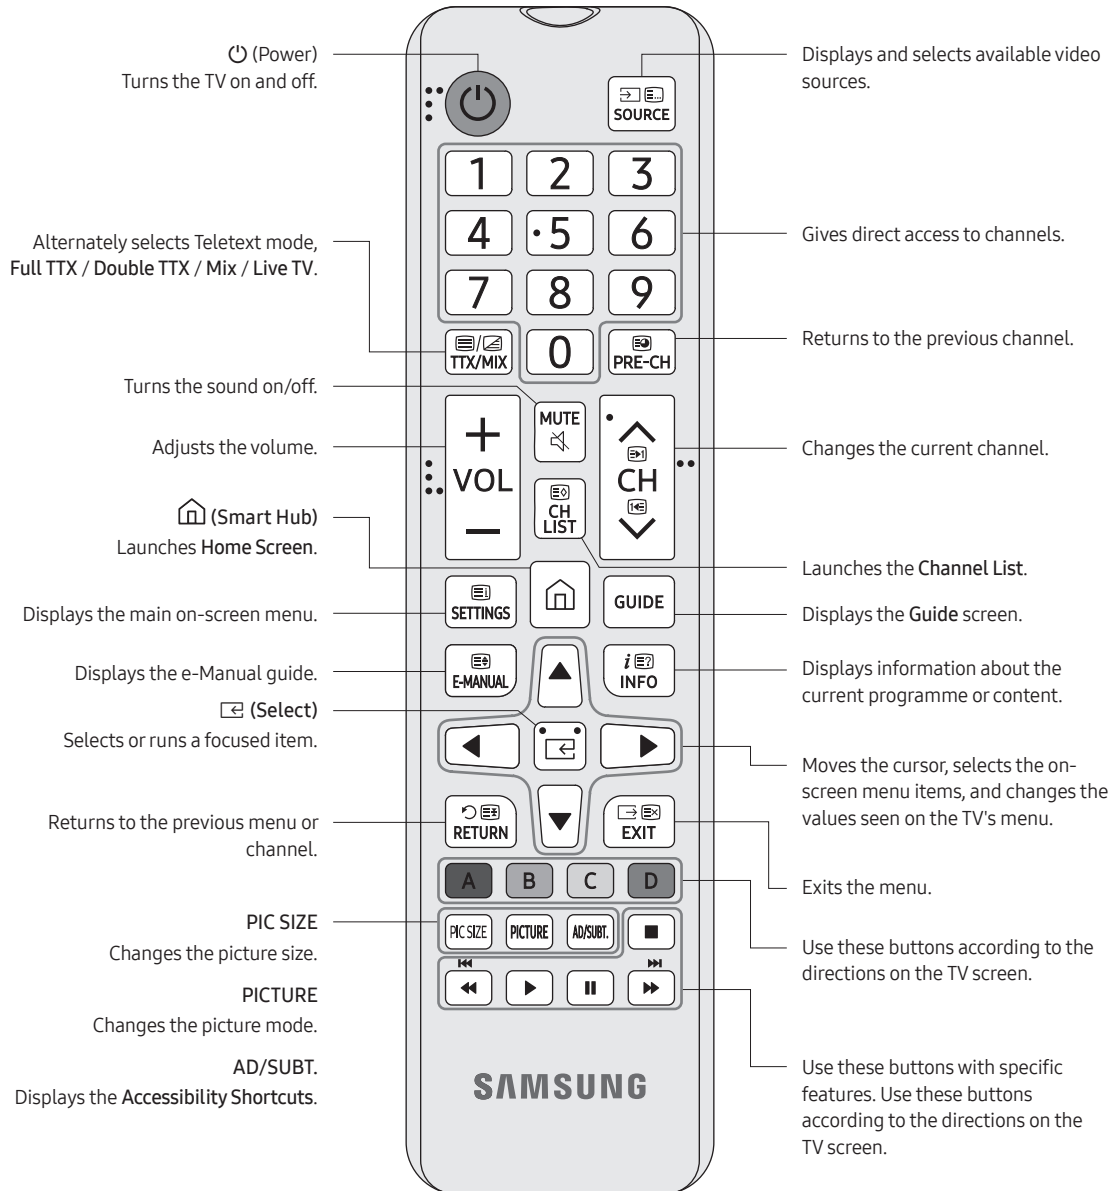 (Power)
Turns the TV on and off.
Displays and selects available video
sources.
SOURCE
1 2 3
4 5 6
7 8 9
0
Alternately selects Teletext mode,
Full TTX / Double TTX / Mix / Live TV.
Gives direct access to channels.
TTX/MIX
PRE-CH
Returns to the previous channel.
Turns the sound on/off.
MUTE
Adjusts the volume.
+
VOL
—
CH
Changes the current channel.
CH
LIST
(Smart Hub)
Launches Home Screen.
Launches the Channel List.
Displays the main on-screen menu.
SETTINGS
GUIDE
Displays the Guide screen.
Displays the e-Manual guide.
E-MANUAL
i
INFO
Displays information about the
current programme or content.
(Select)
Selects or runs a focused item.
Moves the cursor, selects the on-
screen menu items, and changes the
values seen on the TV's menu.
Returns to the previous menu or
channel.
RETURN
EXIT
Exits the menu.
A B C D
Use these buttons according to the
directions on the TV screen.
PIC SIZE
Changes the picture size.
PICTURE
Changes the picture mode.
AD/SUBT.
Displays the Accessibility Shortcuts.
PIC SIZE PICTURE AD/SUBT.
Use these buttons with specific
features. Use these buttons
according to the directions on the
TV screen.
SAMSUNG